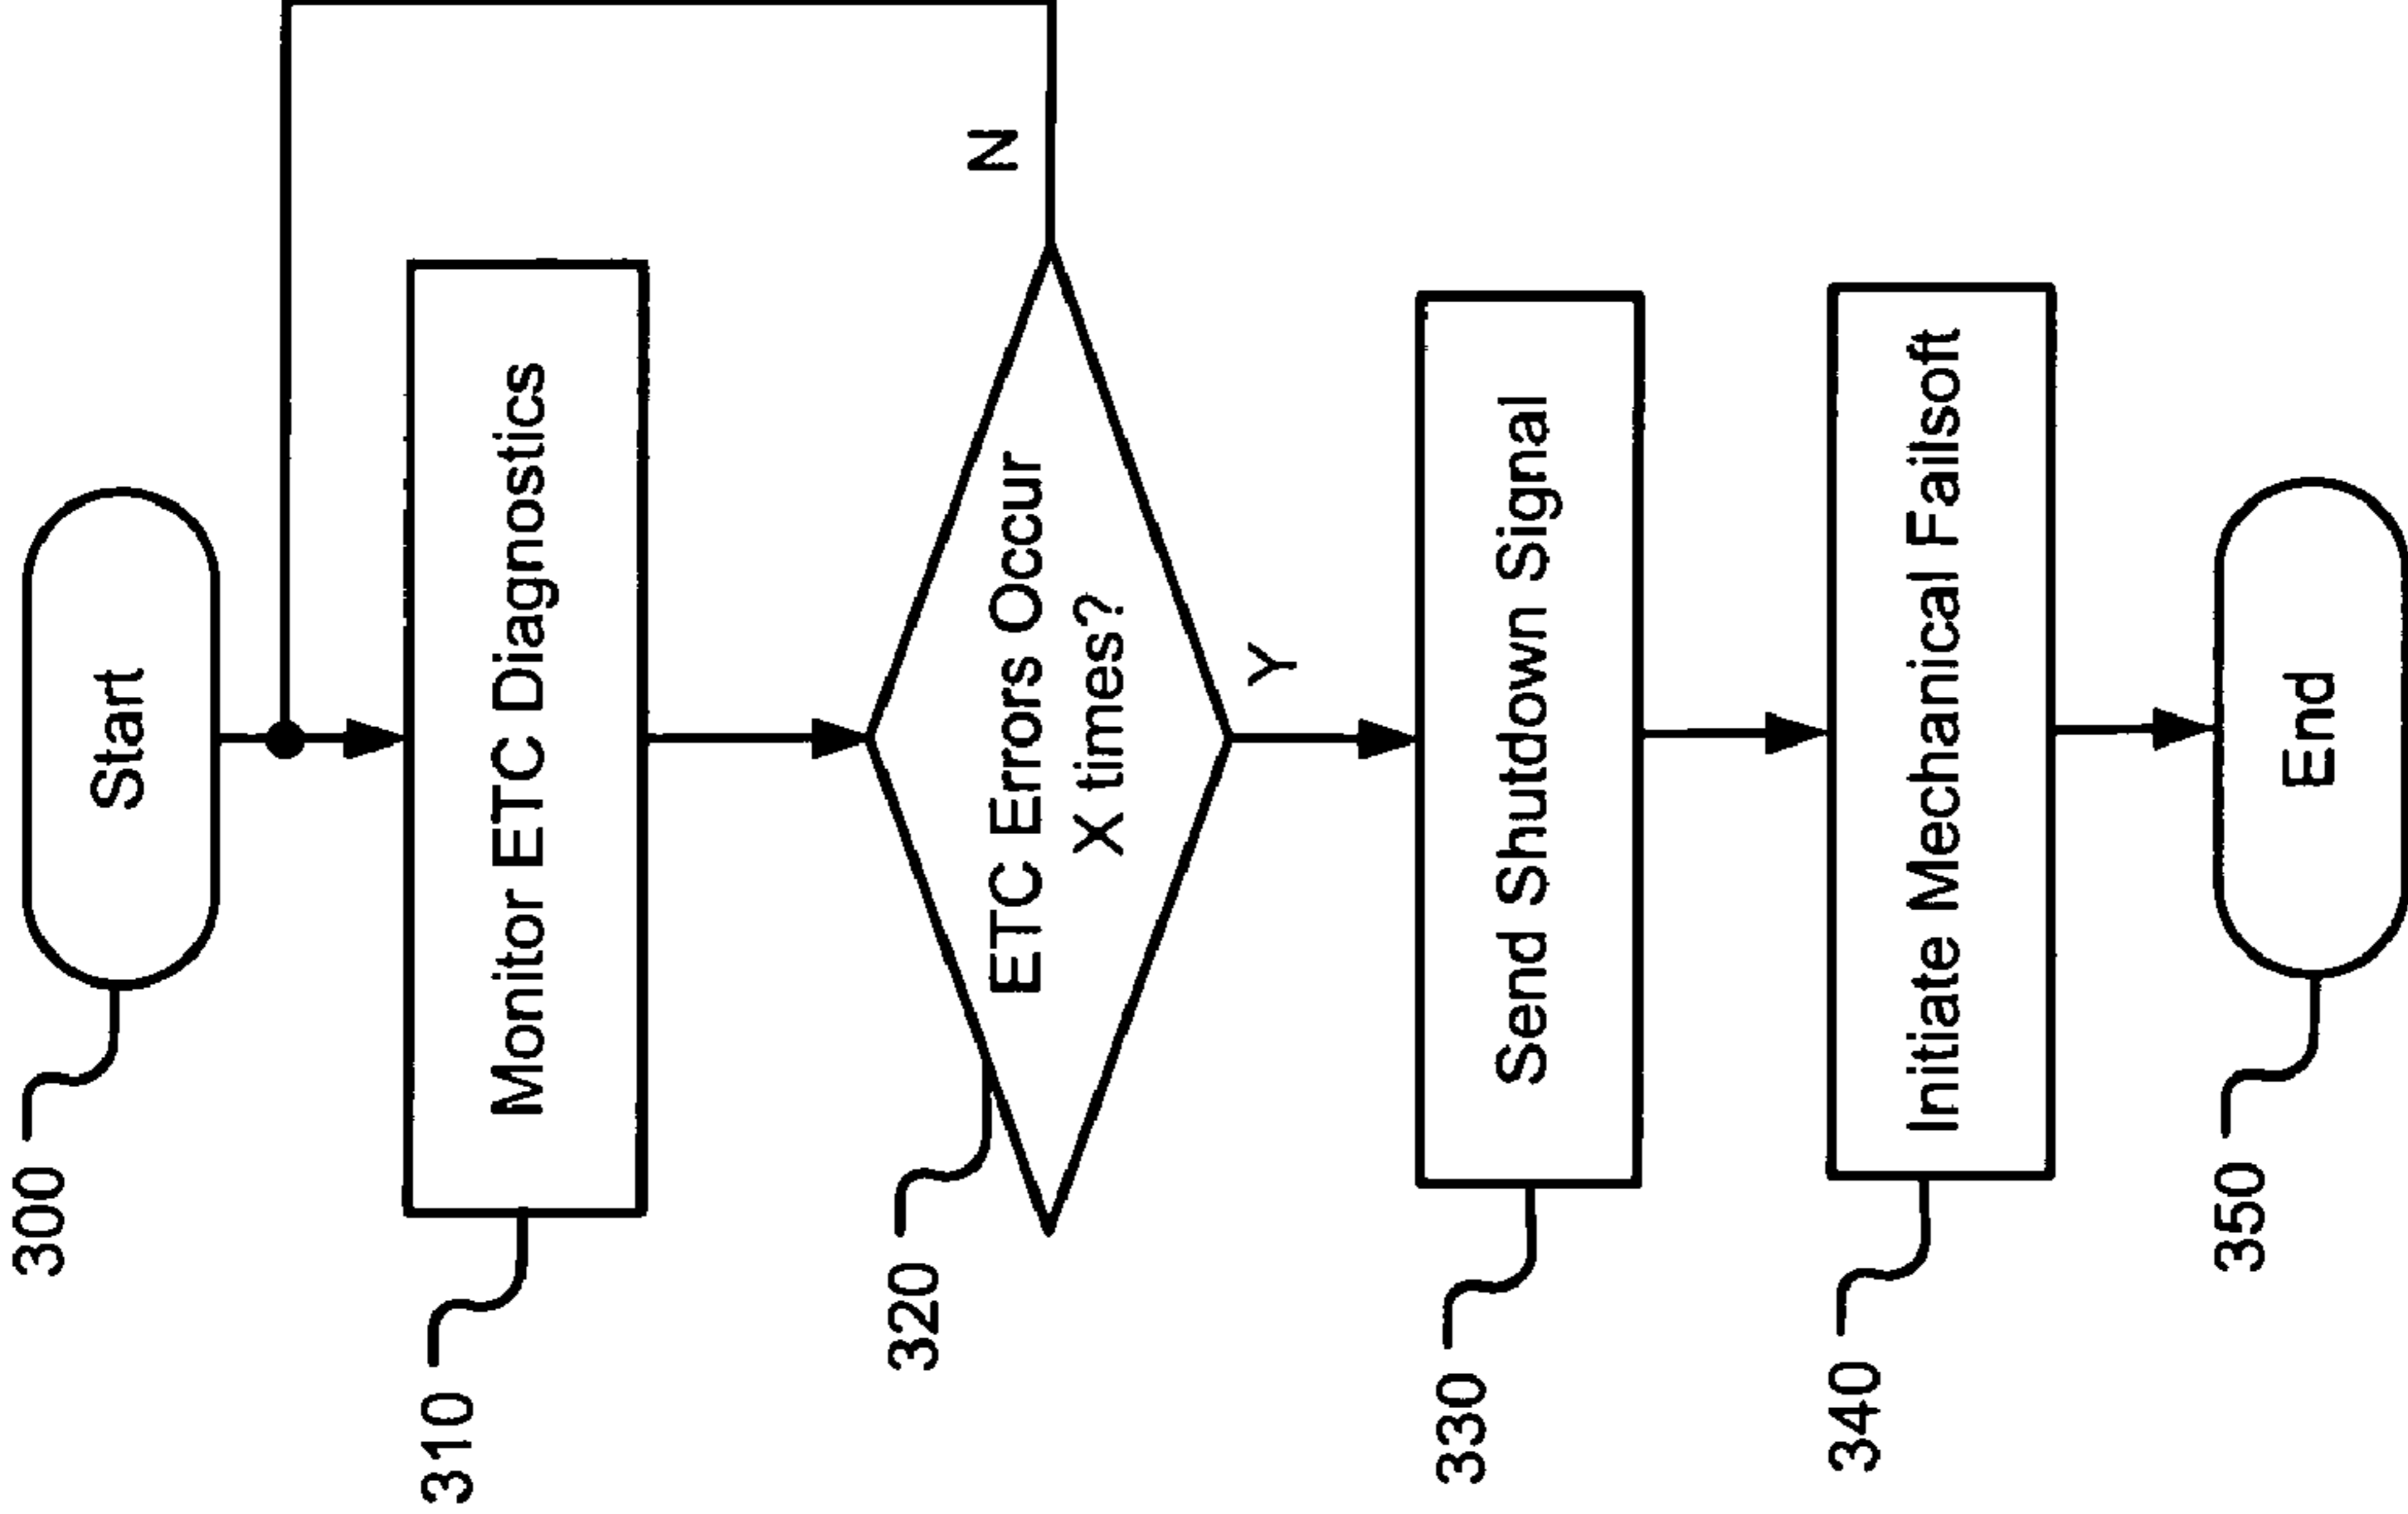 300
Start
310
Monitor ETC Diagnostics
320
ETC Errors Occur
X times?
N
Y
330
Send Shutdown Signal
340
Initiate Mechanical Failsoft
350
End